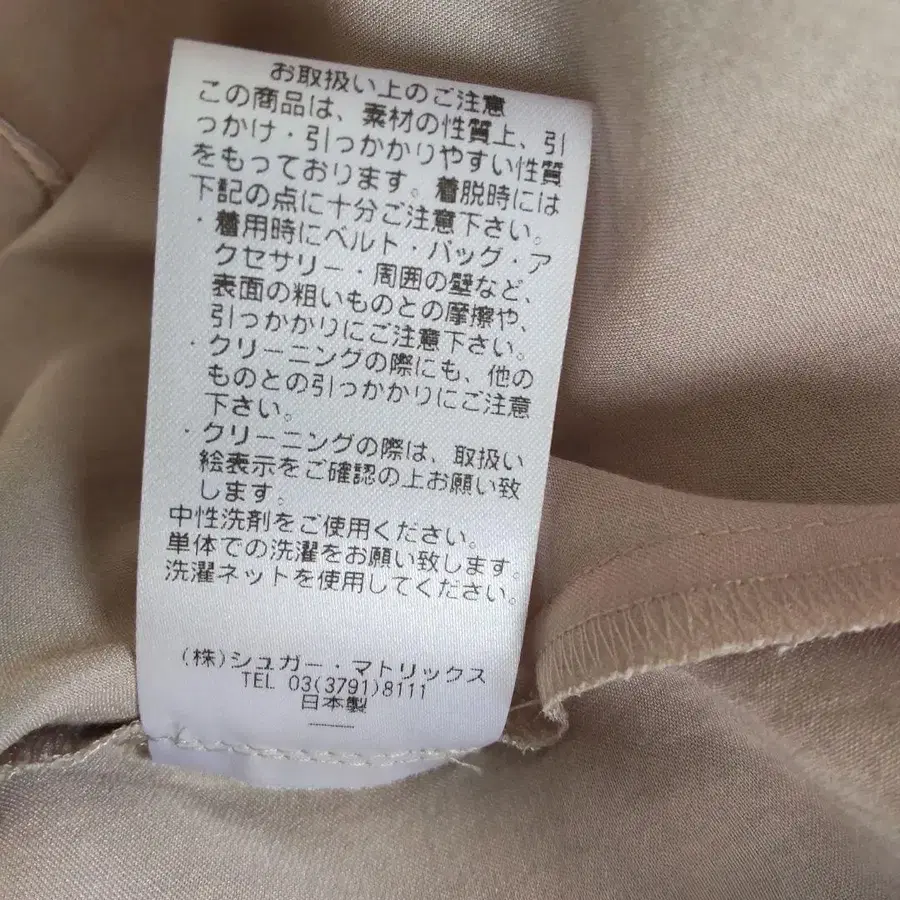 お取扱い上のご注意
この商品は、素材の性質上、引
っかけ・引っかかりやすい性質
をもっております。着脱時には
下記の点に十分ご注意下さい。
・着用時にベルト・バッグ・ア
クセサリー・周囲の壁など、
表面の粗いものとの摩擦や、
引っかかりにご注意下さい。
・クリーニングの際にも、他の
ものとの引っかかりにご注意
下さい。
・クリーニングの際は、取扱い
絵表示をご確認の上お願い致
します。
中性洗剤をご使用ください。
単体での洗濯をお願い致します。
洗濯ネットを使用してください。
(株)シュガー・マトリックス
TEL 03(3791)8111
日本製